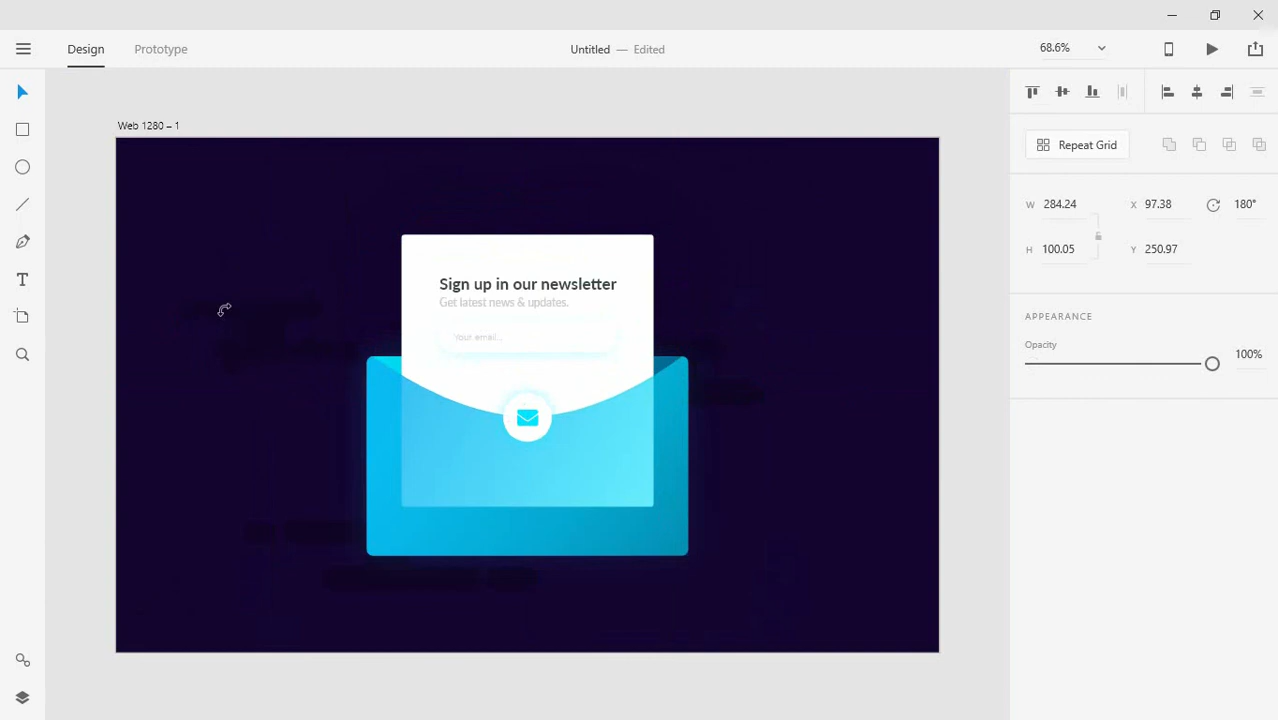 Design
Prototype
Untitled — Edited
68.6%
Web 1280 – 1
Repeat Grid
W 284.24 X 97.38 180°
H 100.05 Y 250.97
APPEARANCE
Opacity
100%
Sign up in our newsletter
Get latest news & updates.
Your email...